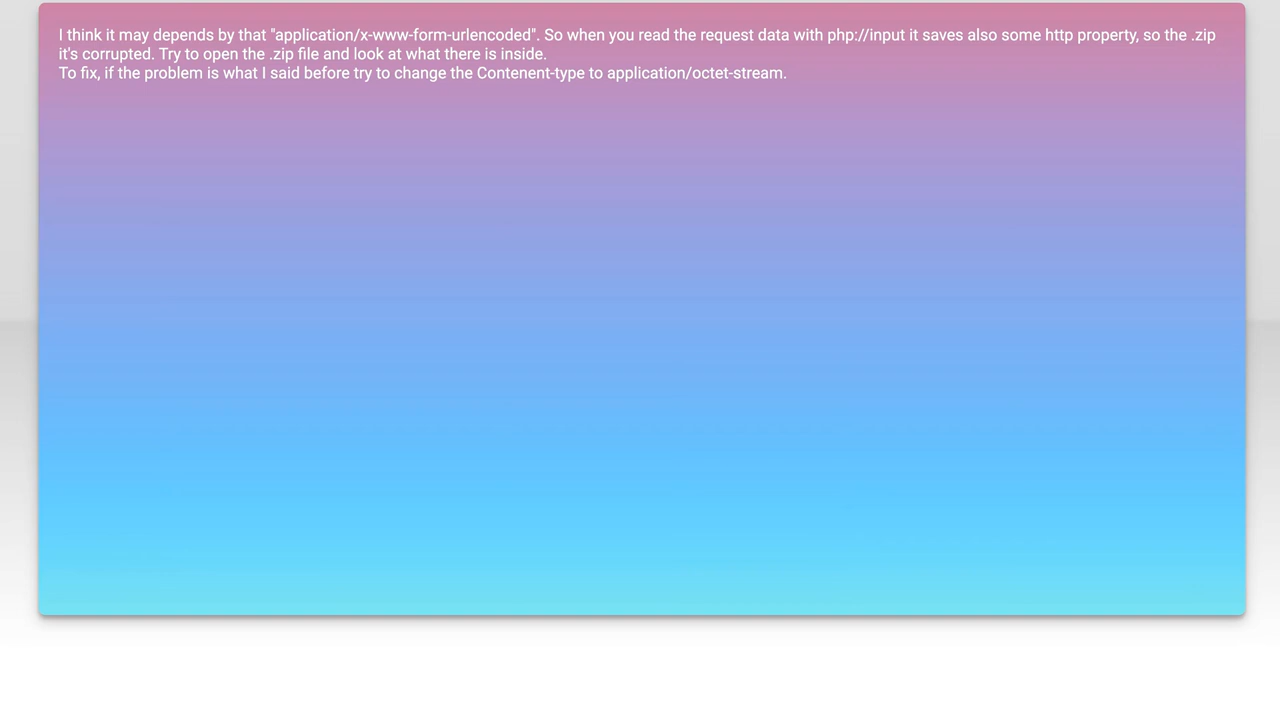 I think it may depends by that "application/x-www-form-urlencoded". So when you read the request data with php://input it saves also some http property, so the .zip
it's corrupted. Try to open the .zip file and look at what there is inside.
To fix, if the problem is what I said before try to change the Contenent-type to application/octet-stream.